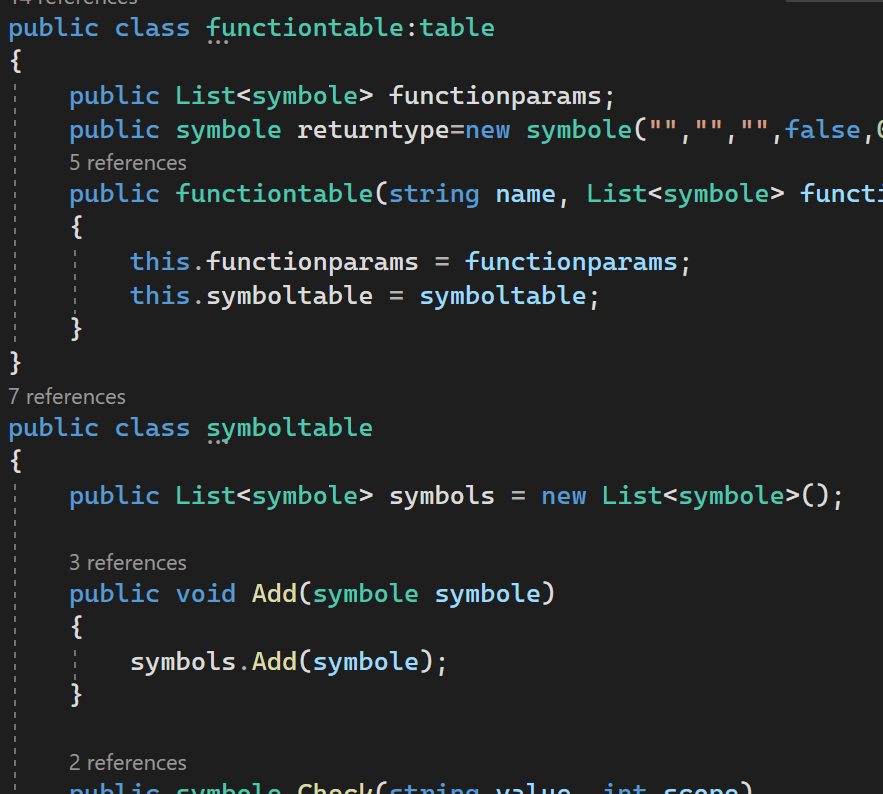 14 references
public class functiontable:table
{
public List<symbole> functionparams;
public symbole returntype=new symbole("","","",false,
5 references
public functiontable(string name, List<symbole> functi
{
this.functionparams = functionparams;
this.symboltable = symboltable;
}
}
7 references
public class symboltable
{
public List<symbole> symbols = new List<symbole>();
3 references
public void Add(symbole symbole)
{
symbols.Add(symbole);
}
2 references
public symbole Check(string value, int scope)